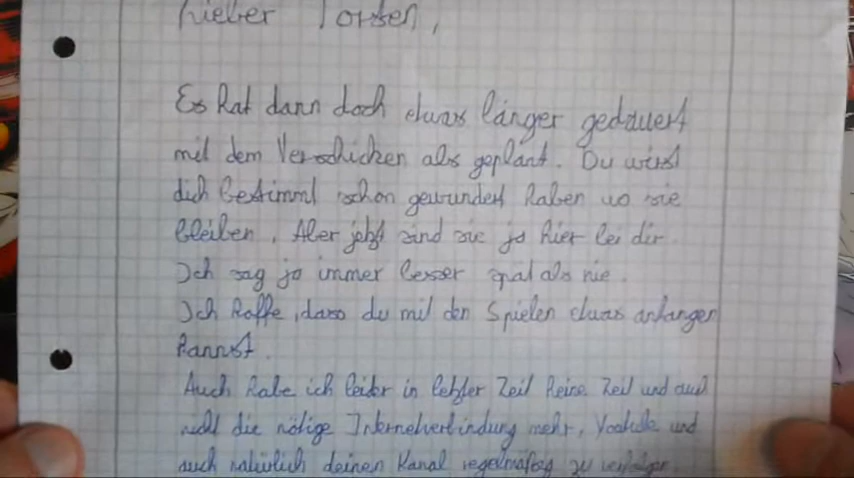 Lieber Torsten,
Es hat dann doch etwas länger gedauert
mit dem Verschicken als geplant. Du wirst
dich bestimmt schon gewundert haben wo sie
bleiben. Aber jetzt sind sie ja hier bei dir.
Ich sag ja immer besser spät als nie.
Ich hoffe, dass du mit den Spielen etwas anfangen
kannst.
Auch habe ich leider in letzter Zeit keine Zeit und auch
nicht die nötige Internetverbindung mehr, Youtube und
auch natürlich deinen Kanal regelmäßig zu verfolgen.